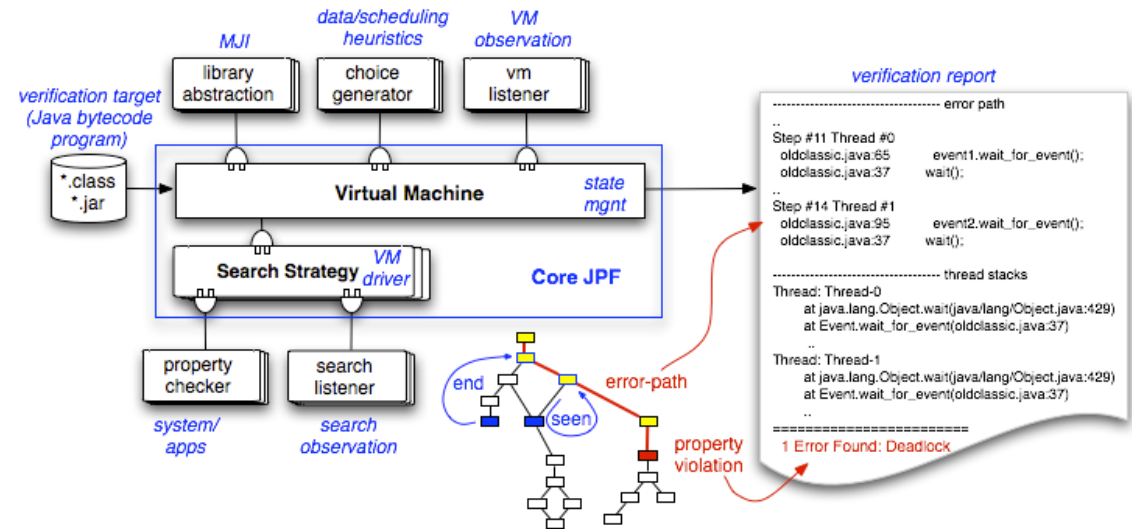 MJI
library
abstraction
data/scheduling
heuristics
choice
generator
VM
observation
vm
listener
verification target
(Java bytecode
program)
*.class
*.jar
Virtual Machine
state
mgnt
Search Strategy
VM
driver
Core JPF
property
checker
system/
apps
search
listener
search
observation
end
seen
error-path
property
violation
verification report
---------------------------------- error path
..
Step #11 Thread #0
oldclassic.java:65 event1.wait_for_event();
oldclassic.java:37 wait();
..
Step #14 Thread #1
oldclassic.java:95 event2.wait_for_event();
oldclassic.java:37 wait();
---------------------------------- thread stacks
Thread: Thread-0
at java.lang.Object.wait(java/lang/Object.java:429)
at Event.wait_for_event(oldclassic.java:37)
..
Thread: Thread-1
at java.lang.Object.wait(java/lang/Object.java:429)
at Event.wait_for_event(oldclassic.java:37)
..
========================
1 Error Found: Deadlock